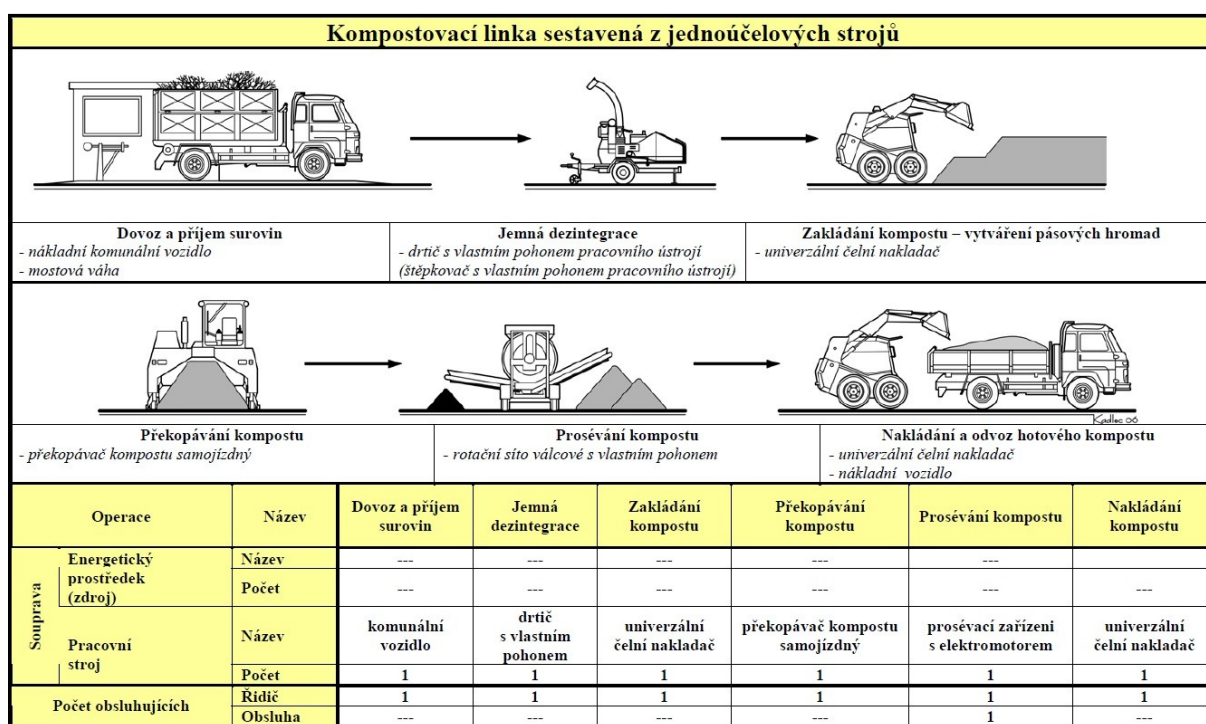 Kompostovací linka sestavená z jednoúčelových strojů
Dovoz a příjem surovin
- nákladní komunální vozidlo
- mostová váha
Jemná dezintegrace
- drtič s vlastním pohonem pracovního ústrojí
(štěpkovač s vlastním pohonem pracovního ústrojí)
Zakládání kompostu – vytváření pásových hromad
- univerzální čelní nakladač
Kadlec 06
Překopávání kompostu
- překopávač kompostu samojízdný
Prosévání kompostu
- rotační síto válcové s vlastním pohonem
Nakládání a odvoz hotového kompostu
- univerzální čelní nakladač
- nákladní vozidlo
Operace
Název
Dovoz a příjem
surovin
Jemná
dezintegrace
Zakládání
kompostu
Překopávání
kompostu
Prosévání kompostu
Nakládání
kompostu
Souprava
Energetický
prostředek
(zdroj)
Název
--- --- --- --- ---
Počet
--- --- --- --- --- ---
Pracovní
stroj
Název
komunální
vozidlo
drtič
s vlastním
pohonem
univerzální
čelní nakladač
překopávač kompostu
samojízdný
prosévací zařízeni
s elektromotorem
univerzální
čelní nakladač
Počet
1 1 1 1 1 1
Počet obsluhujících
Řidič
1 1 1 1 1 1
Obsluha
--- --- --- --- 1 ---